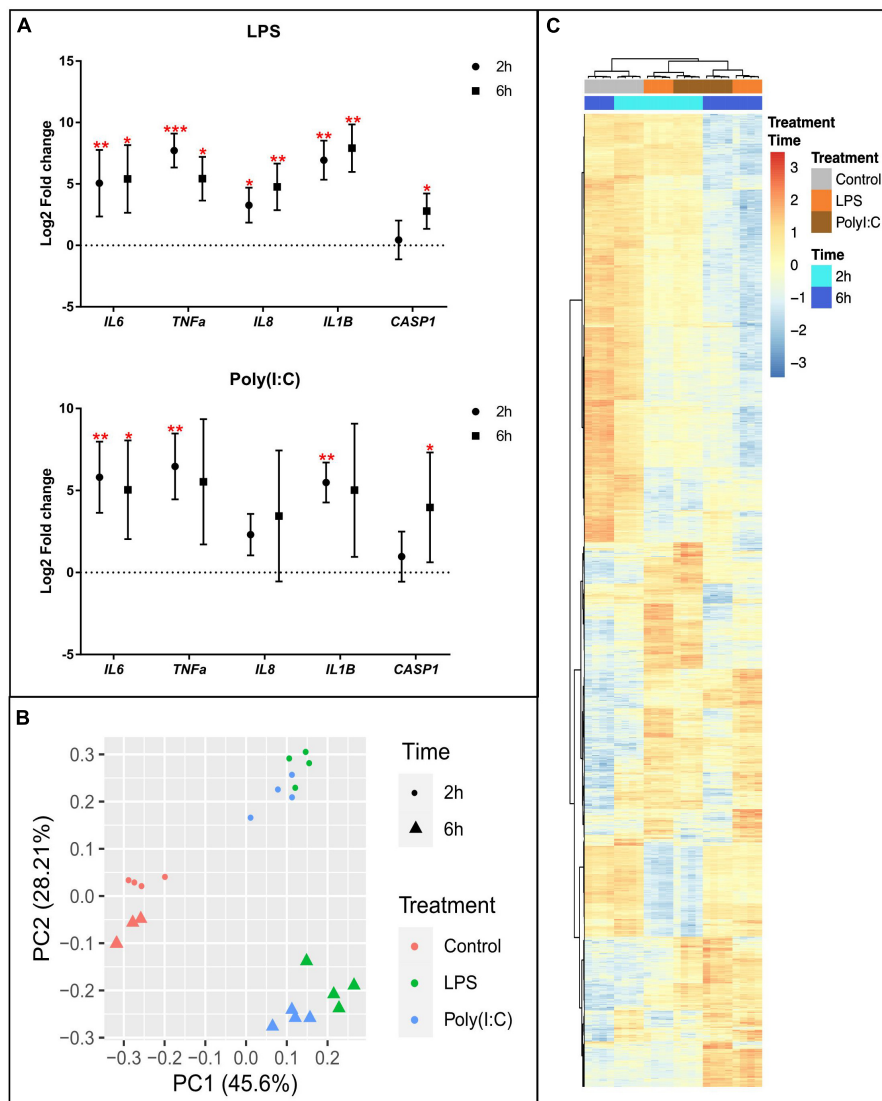 A
LPS
Log2 Fold change
15
10
5
0
-5
** * *** * * ** ** ** *
2h
6h
IL6 TNFa IL8 IL1B CASP1
Poly(I:C)
Log2 Fold change
10
5
0
-5
** * ** ** *
2h
6h
IL6 TNFa IL8 IL1B CASP1
B
PC2 (28.21%)
0.3
0.2
0.1
0.0
−0.1
−0.2
−0.3
−0.3 −0.2 −0.1 0.0 0.1 0.2
PC1 (45.6%)
Time
2h
6h
Treatment
Control
LPS
Poly(I:C)
C
Treatment
Time
3
2
1
0
−1
−2
−3
Treatment
Control
LPS
PolyI:C
Time
2h
6h